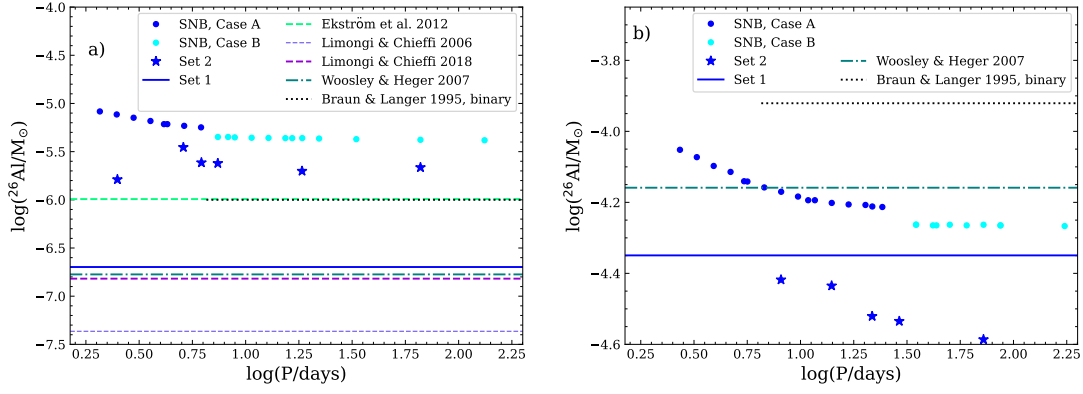 a)
SNB, Case A
SNB, Case B
Set 2
Set 1
Ekström et al. 2012
Limongi & Chieffi 2006
Limongi & Chieffi 2018
Woosley & Heger 2007
Braun & Langer 1995, binary
−4.0
−4.5
−5.0
−5.5
−6.0
−6.5
−7.0
−7.5
log(²⁶Al/M☉)
0.25 0.50 0.75 1.00 1.25 1.50 1.75 2.00 2.25
log(P/days)
b)
SNB, Case A
SNB, Case B
Set 2
Set 1
Woosley & Heger 2007
Braun & Langer 1995, binary
−3.8
−4.0
−4.2
−4.4
−4.6
log(²⁶Al/M☉)
0.25 0.50 0.75 1.00 1.25 1.50 1.75 2.00 2.25
log(P/days)